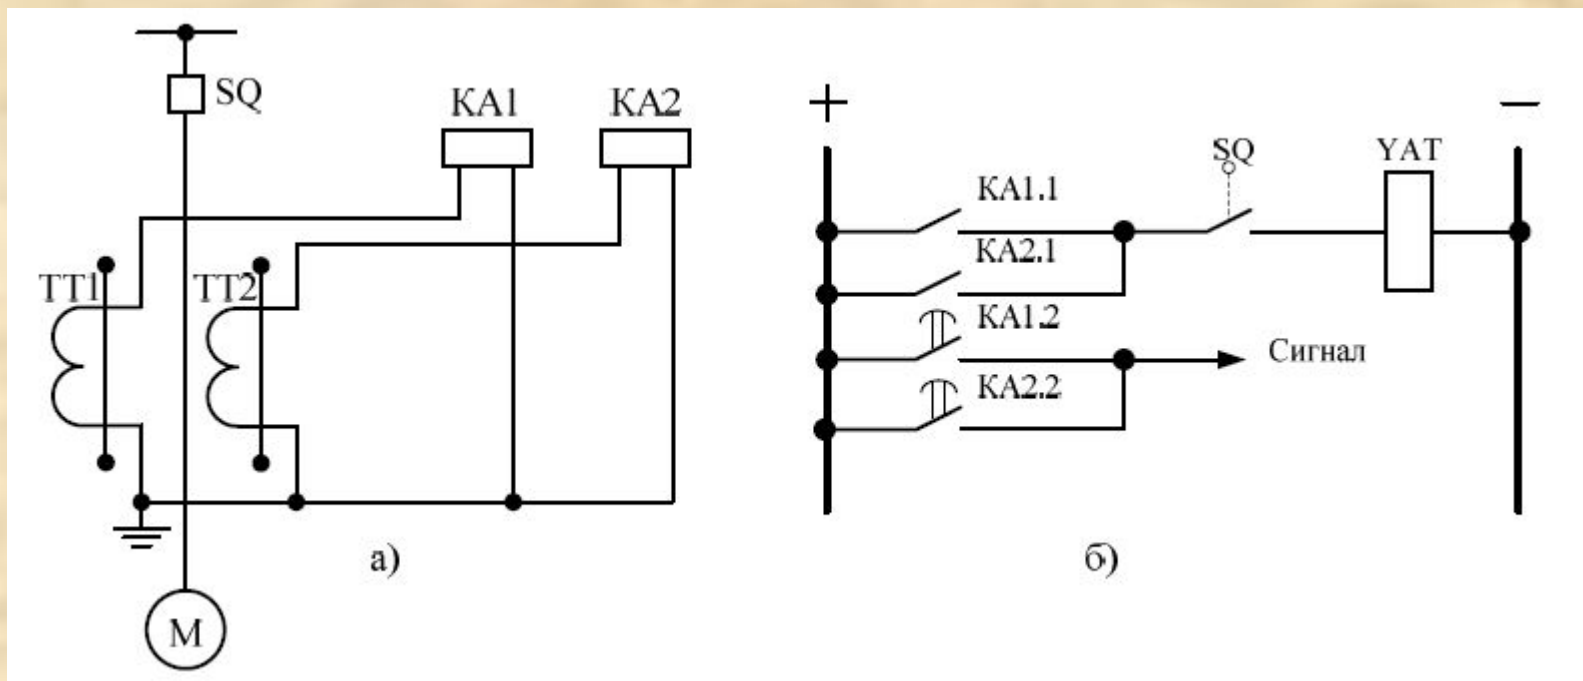 SQ
КА1
КА2
ТТ1
ТТ2
М
а)
+
−
КА1.1
КА2.1
КА1.2
КА2.2
SQ
YAT
Сигнал
б)